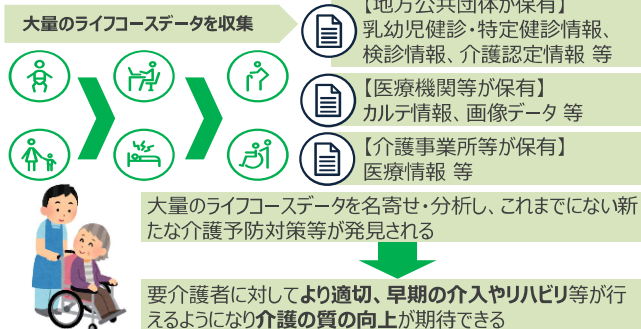 大量のライフコースデータを収集
【地方公共団体が保有】
乳幼児健診・特定健診情報、
検診情報、介護認定情報 等
【医療機関等が保有】
カルテ情報、画像データ 等
【介護事業所等が保有】
医療情報 等
大量のライフコースデータを名寄せ・分析し、これまでにない新
たな介護予防対策等が発見される
要介護者に対してより適切、早期の介入やリハビリ等が行
えるようになり介護の質の向上が期待できる